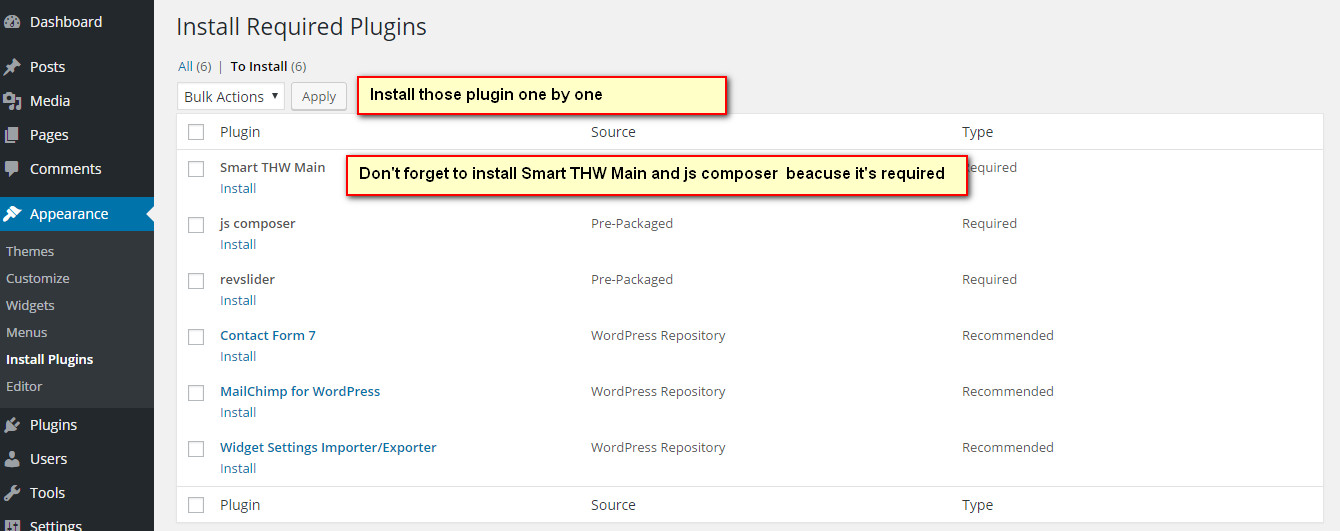 Dashboard
Posts
Media
Pages
Comments
Appearance
Themes
Customize
Widgets
Menus
Install Plugins
Editor
Plugins
Users
Tools
Settings
Install Required Plugins
All (6) | To Install (6)
Bulk Actions Apply
Install those plugin one by one
Plugin Source Type
Smart THW Main Required
Install
Don't forget to install Smart THW Main and js composer beacuse it's required
js composer Pre-Packaged Required
Install
revslider Pre-Packaged Required
Install
Contact Form 7 WordPress Repository Recommended
Install
MailChimp for WordPress WordPress Repository Recommended
Install
Widget Settings Importer/Exporter WordPress Repository Recommended
Install
Plugin Source Type